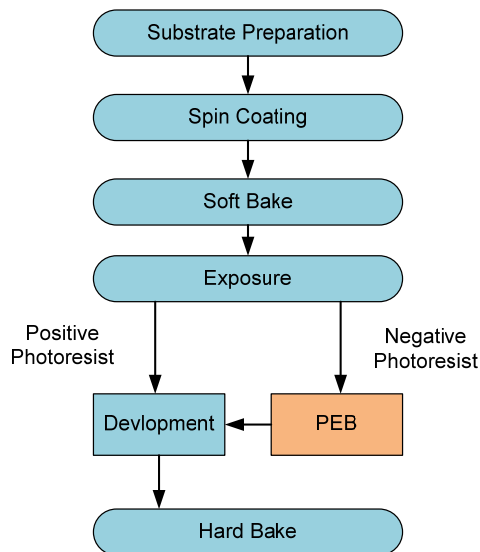 Substrate Preparation
Spin Coating
Soft Bake
Exposure
Positive
Photoresist
Negative
Photoresist
Devlopment
PEB
Hard Bake